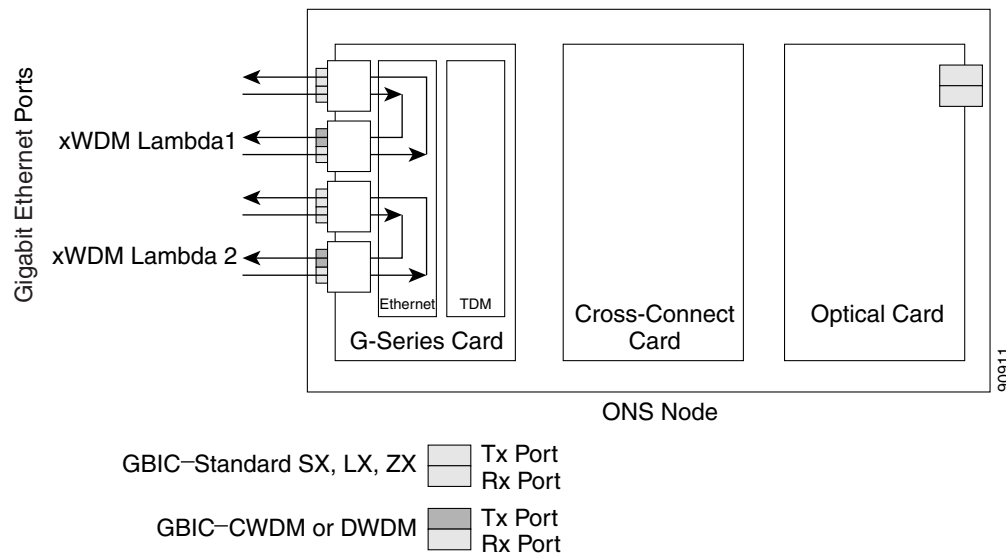 Gigabit Ethernet Ports
xWDM Lambda1
xWDM Lambda 2
Ethernet
TDM
G-Series Card
Cross-Connect
Card
Optical Card
90911
ONS Node
GBIC–Standard SX, LX, ZX
Tx Port
Rx Port
GBIC–CWDM or DWDM
Tx Port
Rx Port